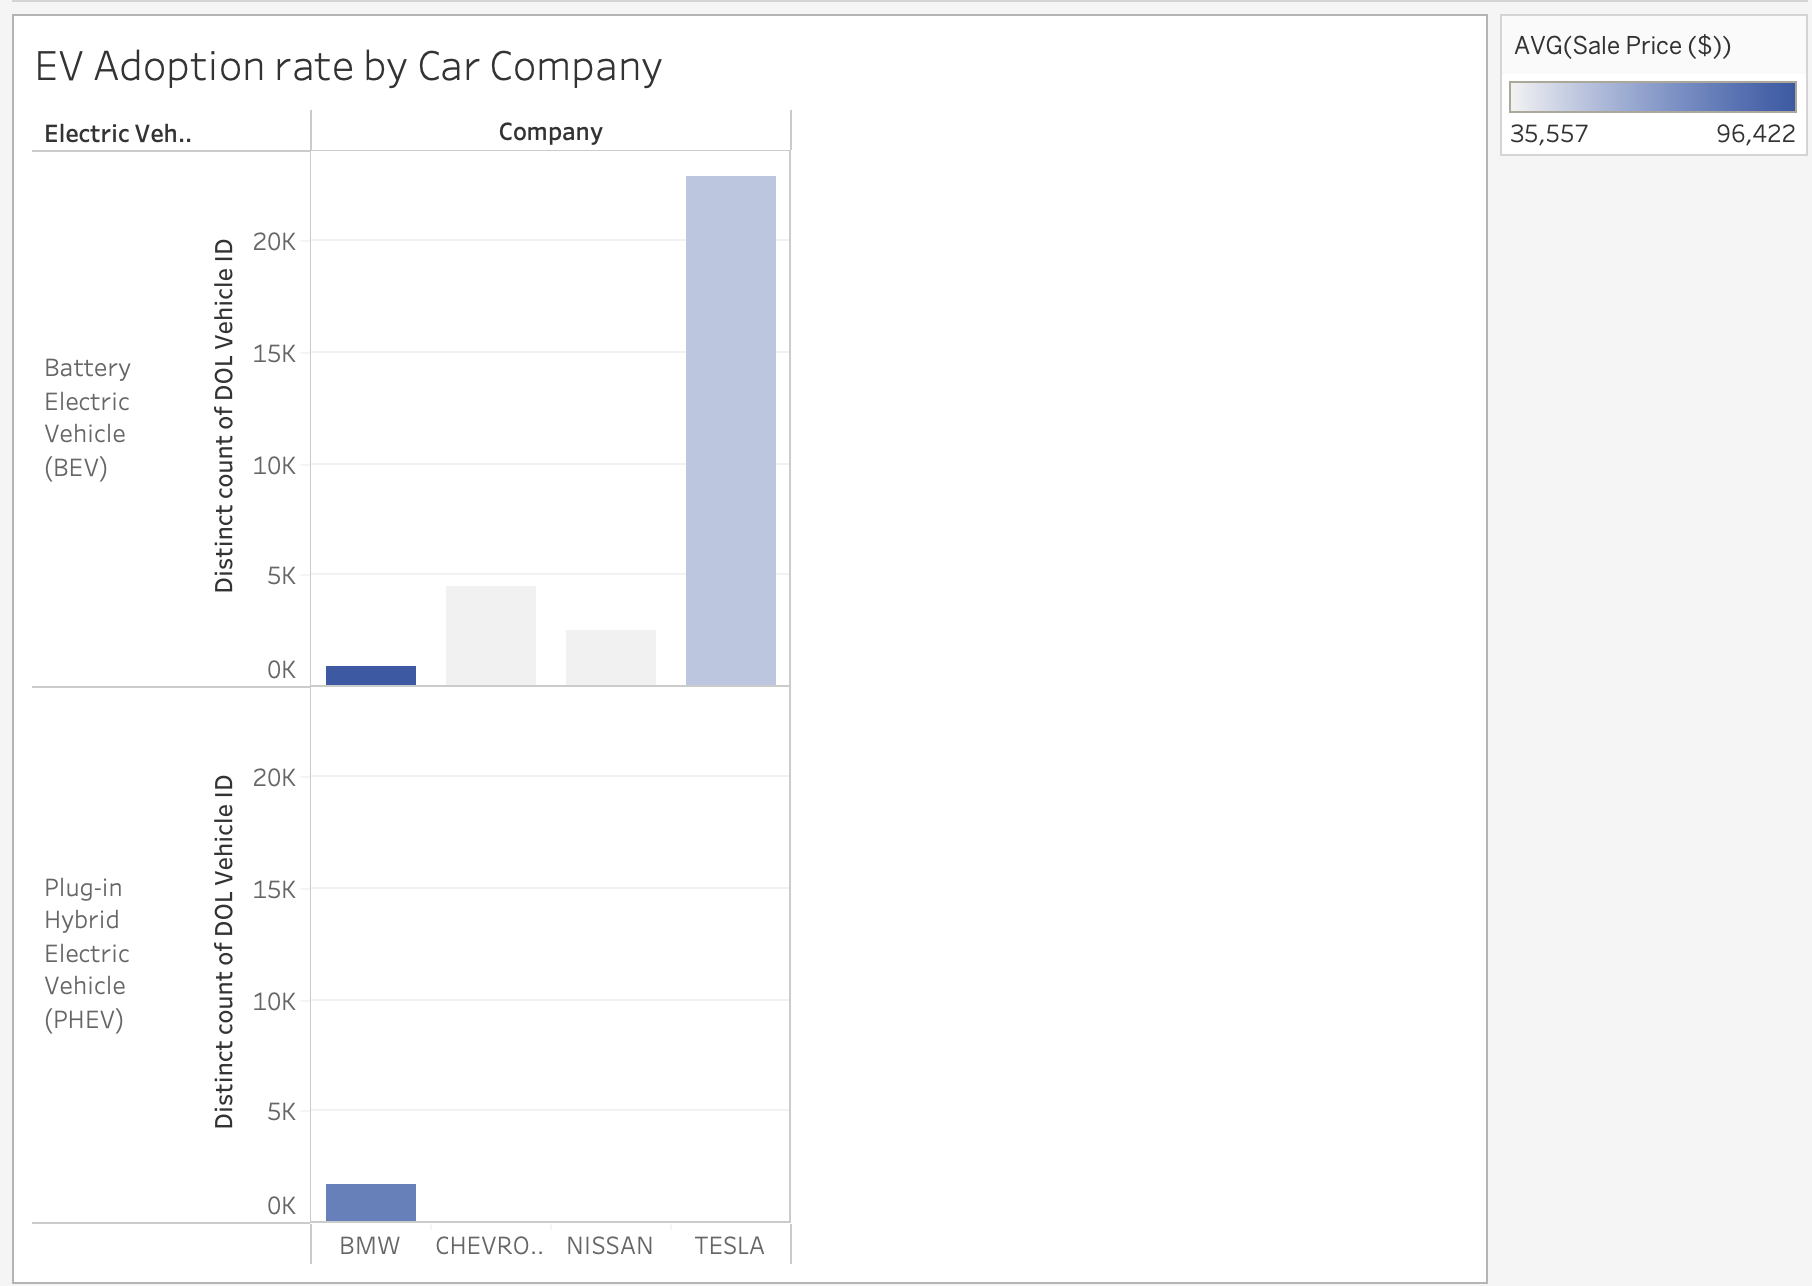 EV Adoption rate by Car Company
AVG(Sale Price ($))
35,557 96,422
Electric Veh..
Company
Battery
Electric
Vehicle
(BEV)
Distinct count of DOL Vehicle ID
20K
15K
10K
5K
0K
Plug-in
Hybrid
Electric
Vehicle
(PHEV)
Distinct count of DOL Vehicle ID
20K
15K
10K
5K
0K
BMW CHEVRO.. NISSAN TESLA